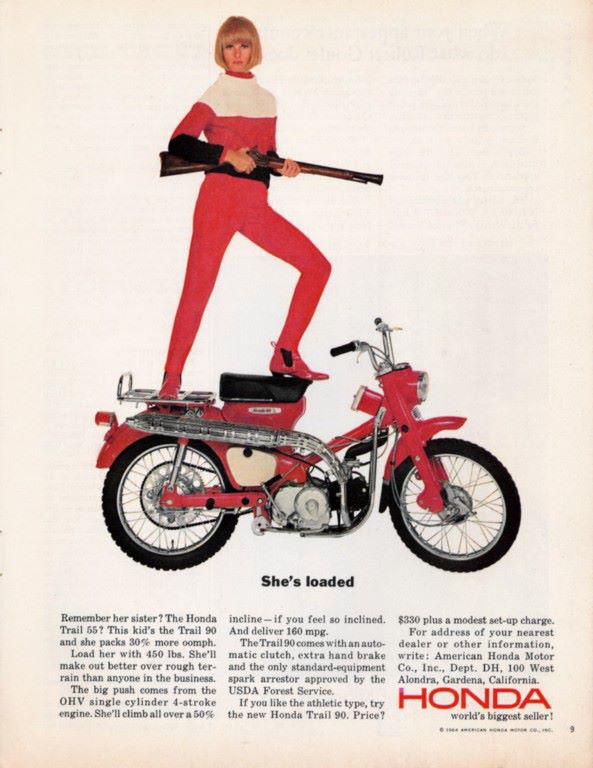 She's loaded
Remember her sister? The Honda
Trail 55? This kid's the Trail 90
and she packs 30% more oomph.
Load her with 450 lbs. She'll
make out better over rough ter-
rain than anyone in the business.
The big push comes from the
OHV single cylinder 4-stroke
engine. She'll climb all over a 50%
incline—if you feel so inclined.
And deliver 160 mpg.
The Trail 90 comes with an auto-
matic clutch, extra hand brake
and the only standard-equipment
spark arrestor approved by the
USDA Forest Service.
If you like the athletic type, try
the new Honda Trail 90. Price?
$330 plus a modest set-up charge.
For address of your nearest
dealer or other information,
write: American Honda Motor
Co., Inc., Dept. DH, 100 West
Alondra, Gardena, California.
HONDA
world's biggest seller!
© 1964 AMERICAN HONDA MOTOR CO., INC.
9